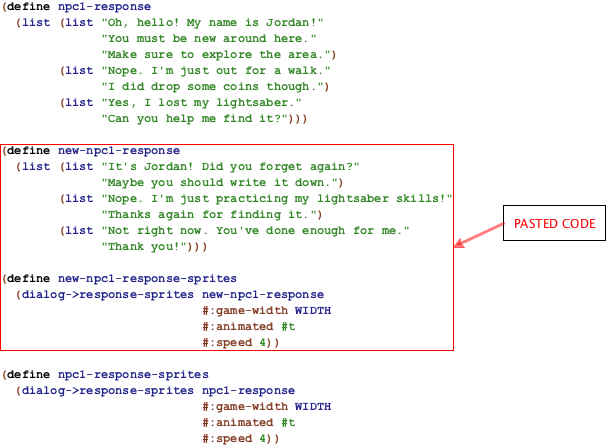 (define npc1-response
  (list (list "Oh, hello! My name is Jordan!"
              "You must be new around here."
              "Make sure to explore the area.")
        (list "Nope. I'm just out for a walk."
              "I did drop some coins though.")
        (list "Yes, I lost my lightsaber."
              "Can you help me find it?")))
(define new-npc1-response
  (list (list "It's Jordan! Did you forget again?"
              "Maybe you should write it down.")
        (list "Nope. I'm just practicing my lightsaber skills!"
              "Thanks again for finding it.")
        (list "Not right now. You've done enough for me."
              "Thank you!")))
(define new-npc1-response-sprites
  (dialog->response-sprites new-npc1-response
                            #:game-width WIDTH
                            #:animated #t
                            #:speed 4))
PASTED CODE
(define npc1-response-sprites
  (dialog->response-sprites npc1-response
                            #:game-width WIDTH
                            #:animated #t
                            #:speed 4))